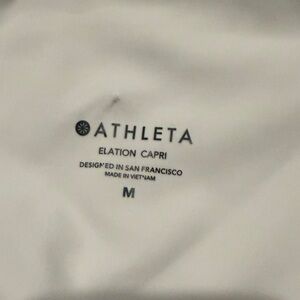 ATHLETA
ELATION CAPRI
DESIGNED IN SAN FRANCISCO
MADE IN VIETNAM
M